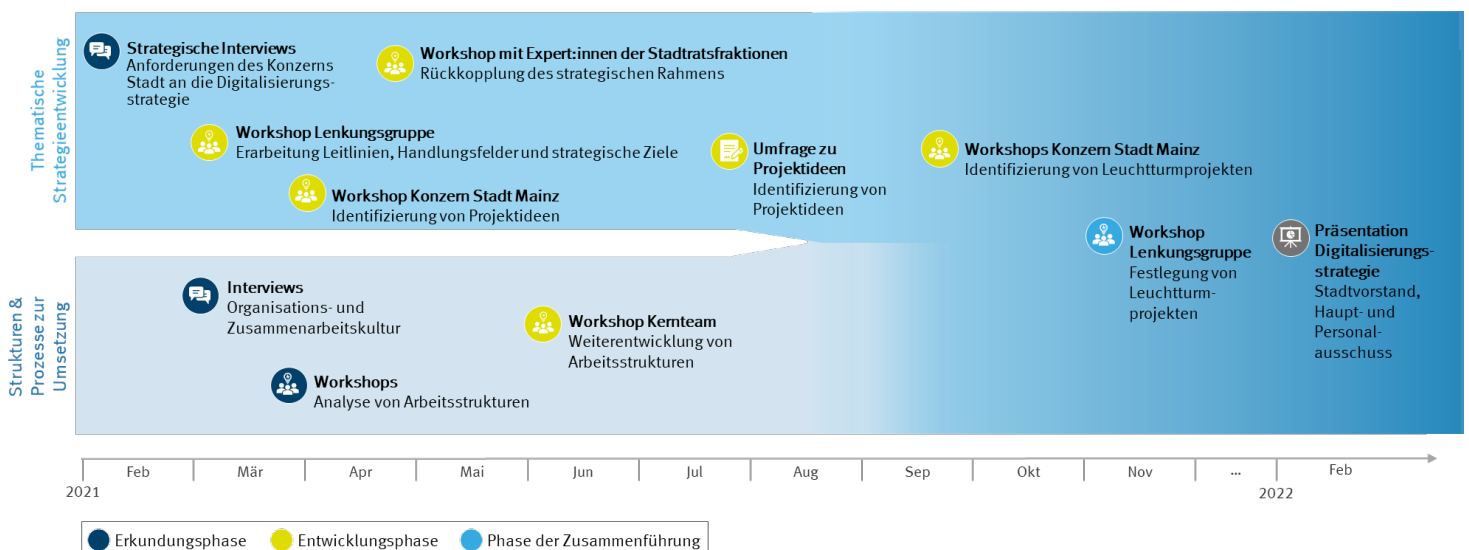 Thematische
Strategieentwicklung
Strategische Interviews
Anforderungen des Konzerns
Stadt an die Digitalisierungs-
strategie
Workshop mit Expert:innen der Stadtratsfraktionen
Rückkopplung des strategischen Rahmens
Workshop Lenkungsgruppe
Erarbeitung Leitlinien, Handlungsfelder und strategische Ziele
Workshop Konzern Stadt Mainz
Identifizierung von Projektideen
Umfrage zu
Projektideen
Identifizierung von
Projektideen
Workshops Konzern Stadt Mainz
Identifizierung von Leuchtturmprojekten
Workshop
Lenkungsgruppe
Festlegung von
Leuchtturm-
projekten
Präsentation
Digitalisierungs-
strategie
Stadtvorstand,
Haupt- und
Personal-
ausschuss
Strukturen &
Prozesse zur
Umsetzung
Interviews
Organisations- und
Zusammenarbeitskultur
Workshops
Analyse von Arbeitsstrukturen
Workshop Kernteam
Weiterentwicklung von
Arbeitsstrukturen
Feb Mär Apr Mai Jun Jul Aug Sep Okt Nov ... Feb
2021 2022
Erkundungsphase Entwicklungsphase Phase der Zusammenführung